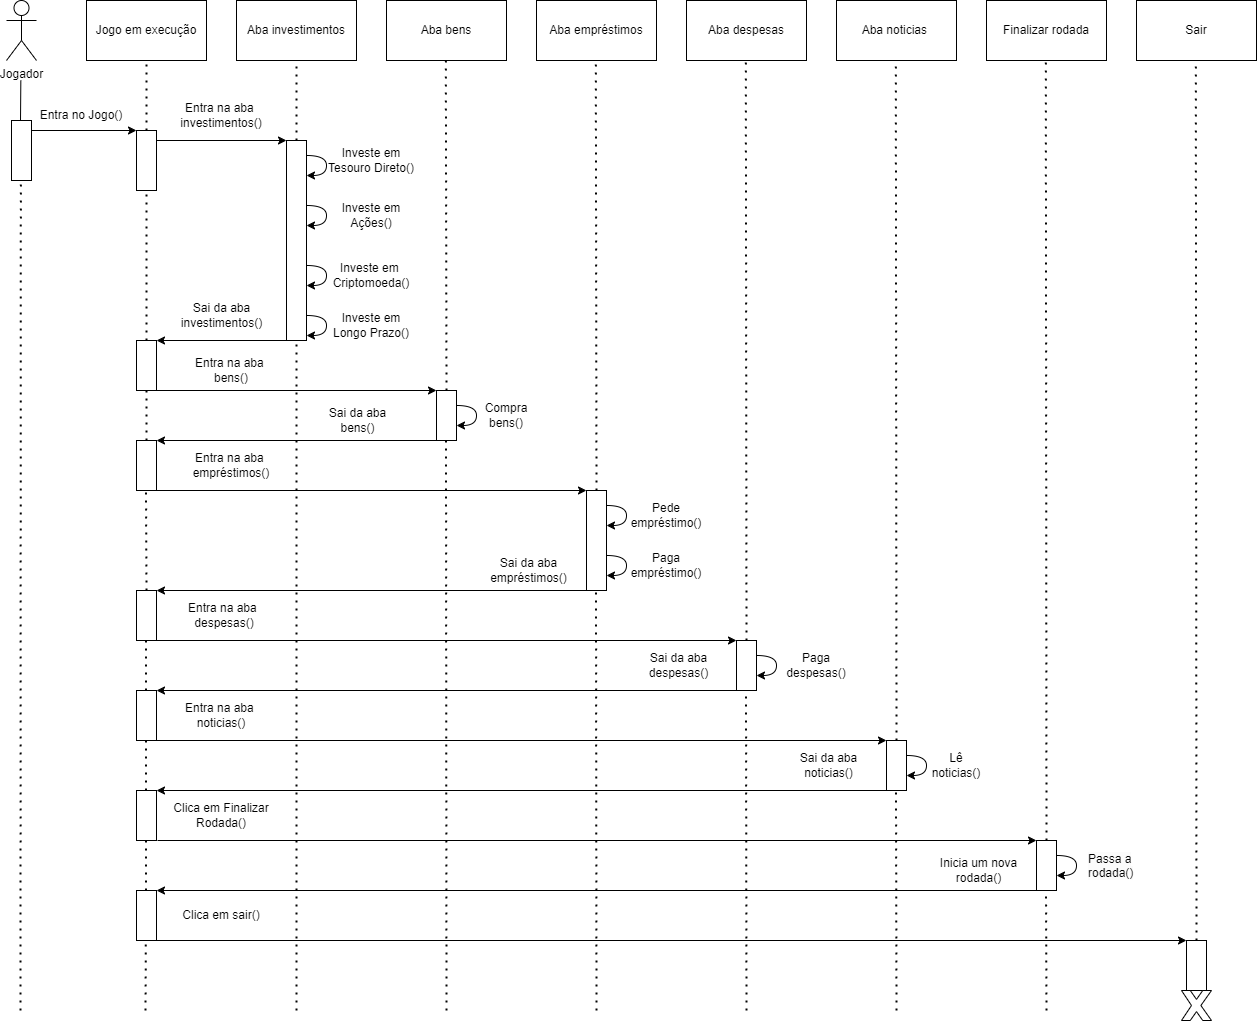 Jogo em execução
Aba investimentos
Aba bens
Aba empréstimos
Aba despesas
Aba noticias
Finalizar rodada
Sair
Jogador
Entra no Jogo()
Entra na aba
investimentos()
Investe em
Tesouro Direto()
Investe em
Ações()
Investe em
Criptomoeda()
Sai da aba
investimentos()
Investe em
Longo Prazo()
Entra na aba
bens()
Sai da aba
bens()
Compra
bens()
Entra na aba
empréstimos()
Pede
empréstimo()
Sai da aba
empréstimos()
Paga
empréstimo()
Entra na aba
despesas()
Sai da aba
despesas()
Paga
despesas()
Entra na aba
noticias()
Sai da aba
noticias()
Lê
noticias()
Clica em Finalizar
Rodada()
Inicia um nova
rodada()
Passa a
rodada()
Clica em sair()